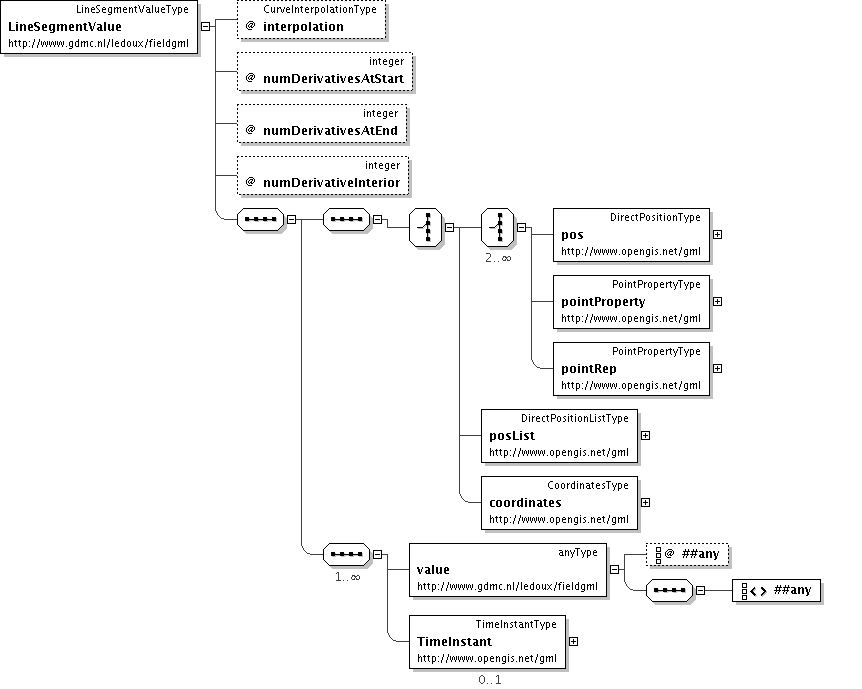 LineSegmentValueType
LineSegmentValue
http://www.gdmc.nl/ledoux/fieldgml
CurveInterpolationType
@ interpolation
integer
@ numDerivativesAtStart
integer
@ numDerivativesAtEnd
integer
@ numDerivativeInterior
DirectPositionType
pos
http://www.opengis.net/gml
2..∞
PointPropertyType
pointProperty
http://www.opengis.net/gml
PointPropertyType
pointRep
http://www.opengis.net/gml
DirectPositionListType
posList
http://www.opengis.net/gml
CoordinatesType
coordinates
http://www.opengis.net/gml
1..∞
anyType
value
http://www.gdmc.nl/ledoux/fieldgml
@ ##any
<> ##any
TimeInstantType
TimeInstant
http://www.opengis.net/gml
0..1